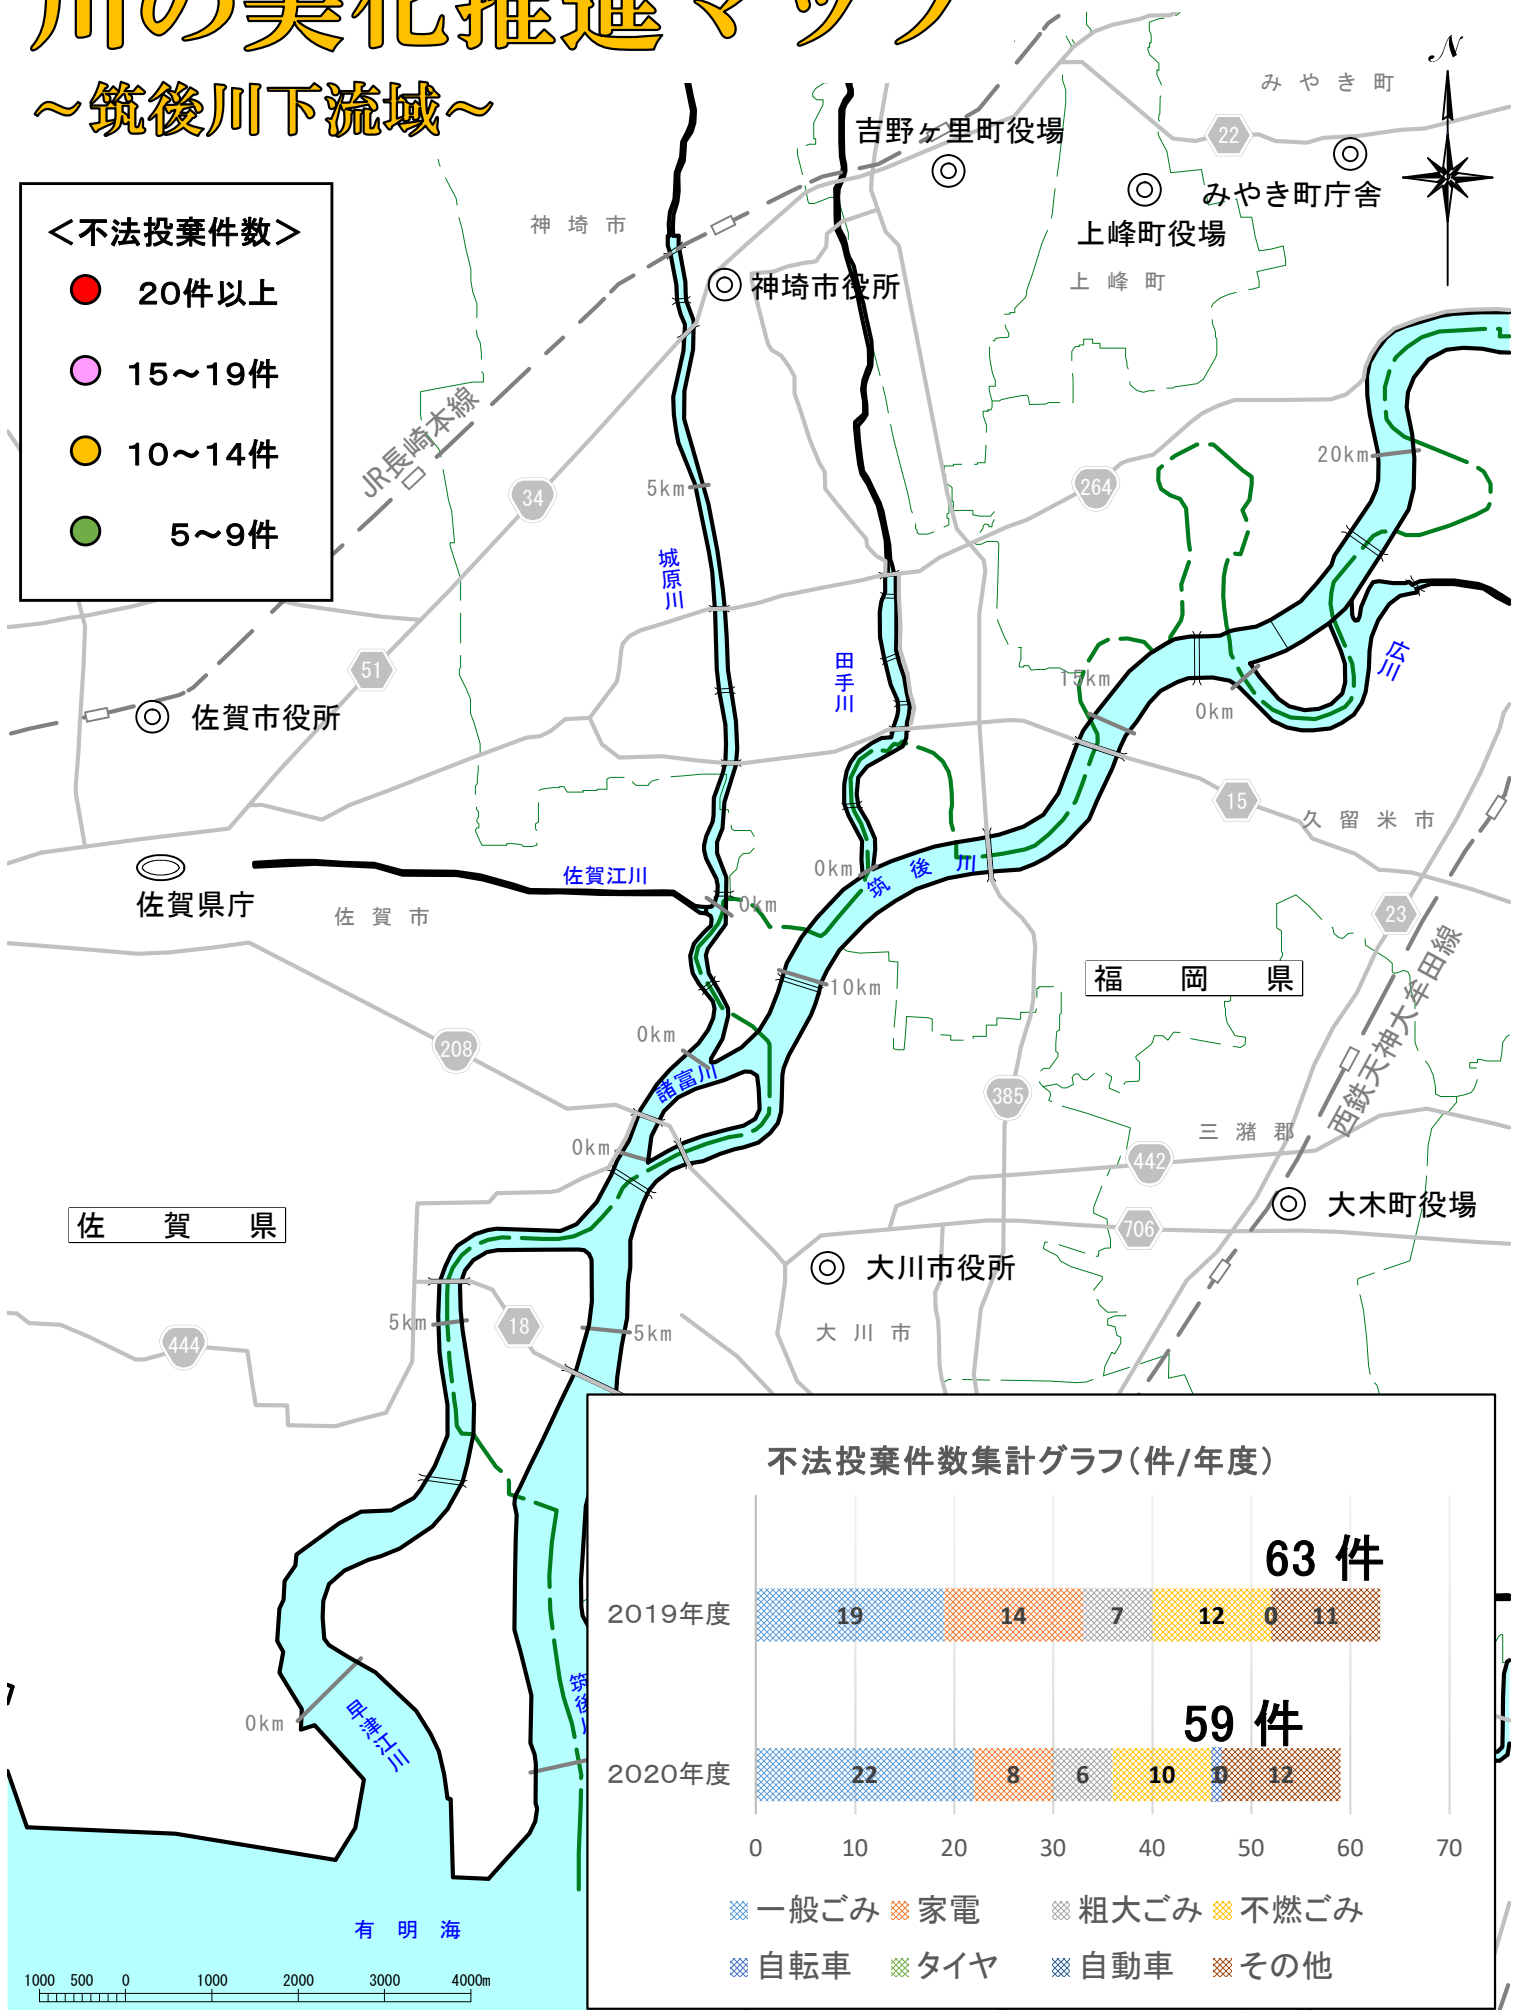 川の美化推進マップ
～筑後川下流域～
N
みやき町
22
吉野ヶ里町役場
みやき町庁舎
上峰町役場
上峰町
神埼市
神埼市役所
＜不法投棄件数＞
20件以上
15～19件
10～14件
5～9件
JR長崎本線
34
5km
264
20km
城原川
田手川
広川
51
15km
0km
佐賀市役所
15
久留米市
佐賀県庁
佐賀江川
0km
0km
筑後川
佐賀市
23
福岡県
10km
西鉄天神大牟田線
0km
208
諸富川
385
0km
三潴郡
442
佐賀県
大木町役場
706
大川市役所
5km
18
5km
大川市
444
不法投棄件数集計グラフ（件/年度）
63 件
2019年度
19
14
7
12
0
11
59 件
2020年度
22
8
6
10
12
0
10
20
30
40
50
60
70
一般ごみ
家電
粗大ごみ
不燃ごみ
自転車
タイヤ
自動車
その他
0km
早津江川
筑後川
有明海
1000 500 0 1000 2000 3000 4000m